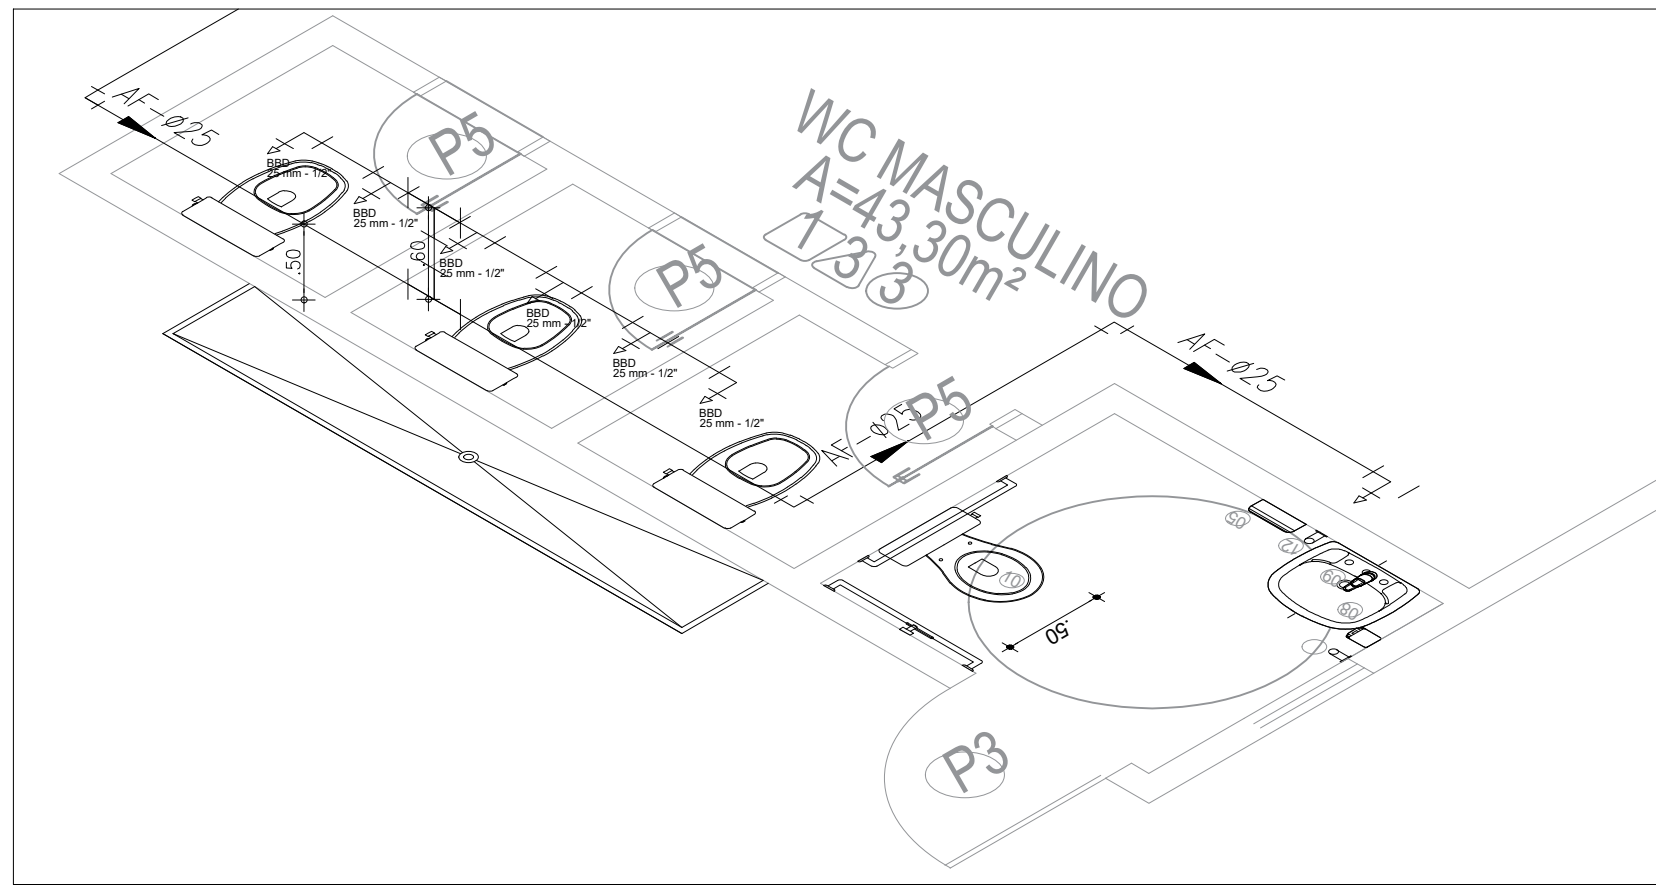 AF-ø25
P5
BBD
25 mm - 1/2"
BBD
25 mm - 1/2"
.50
.60
BBD
25 mm - 1/2"
P5
WC MASCULINO
A=43,30m²
1
3
3
BBD
25 mm - 1/2"
BBD
25 mm - 1/2"
BBD
25 mm - 1/2"
AF-ø25
P5
AF-ø25
05
12
01
09
08
.50
P3